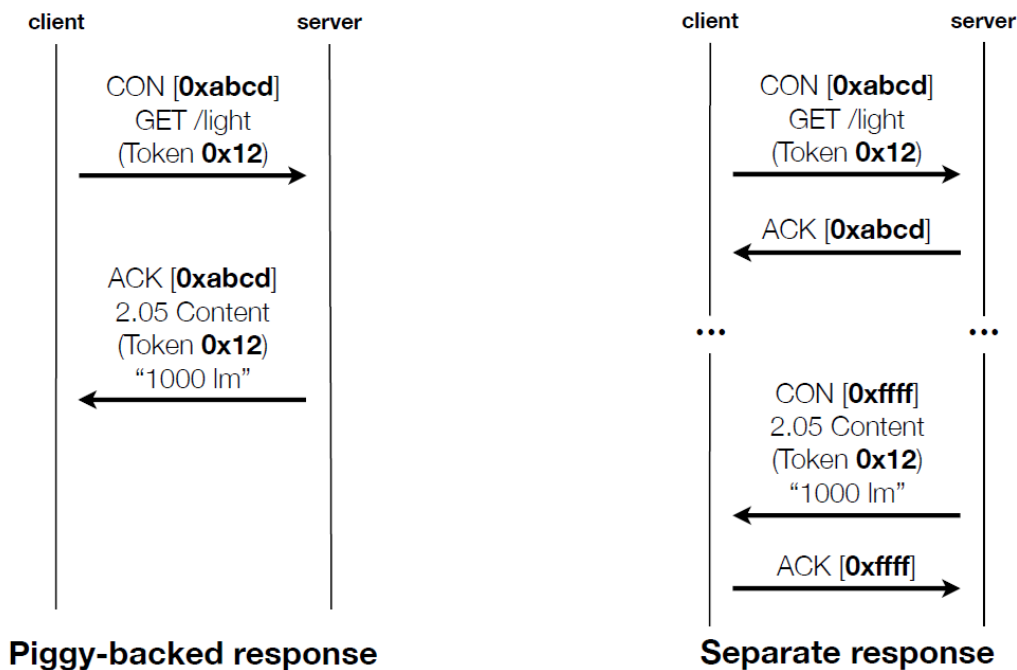 client
server
CON [0xabcd]
GET /light
(Token 0x12)
ACK [0xabcd]
2.05 Content
(Token 0x12)
“1000 lm”
Piggy-backed response
client
server
CON [0xabcd]
GET /light
(Token 0x12)
ACK [0xabcd]
...
...
CON [0xffff]
2.05 Content
(Token 0x12)
“1000 lm”
ACK [0xffff]
Separate response